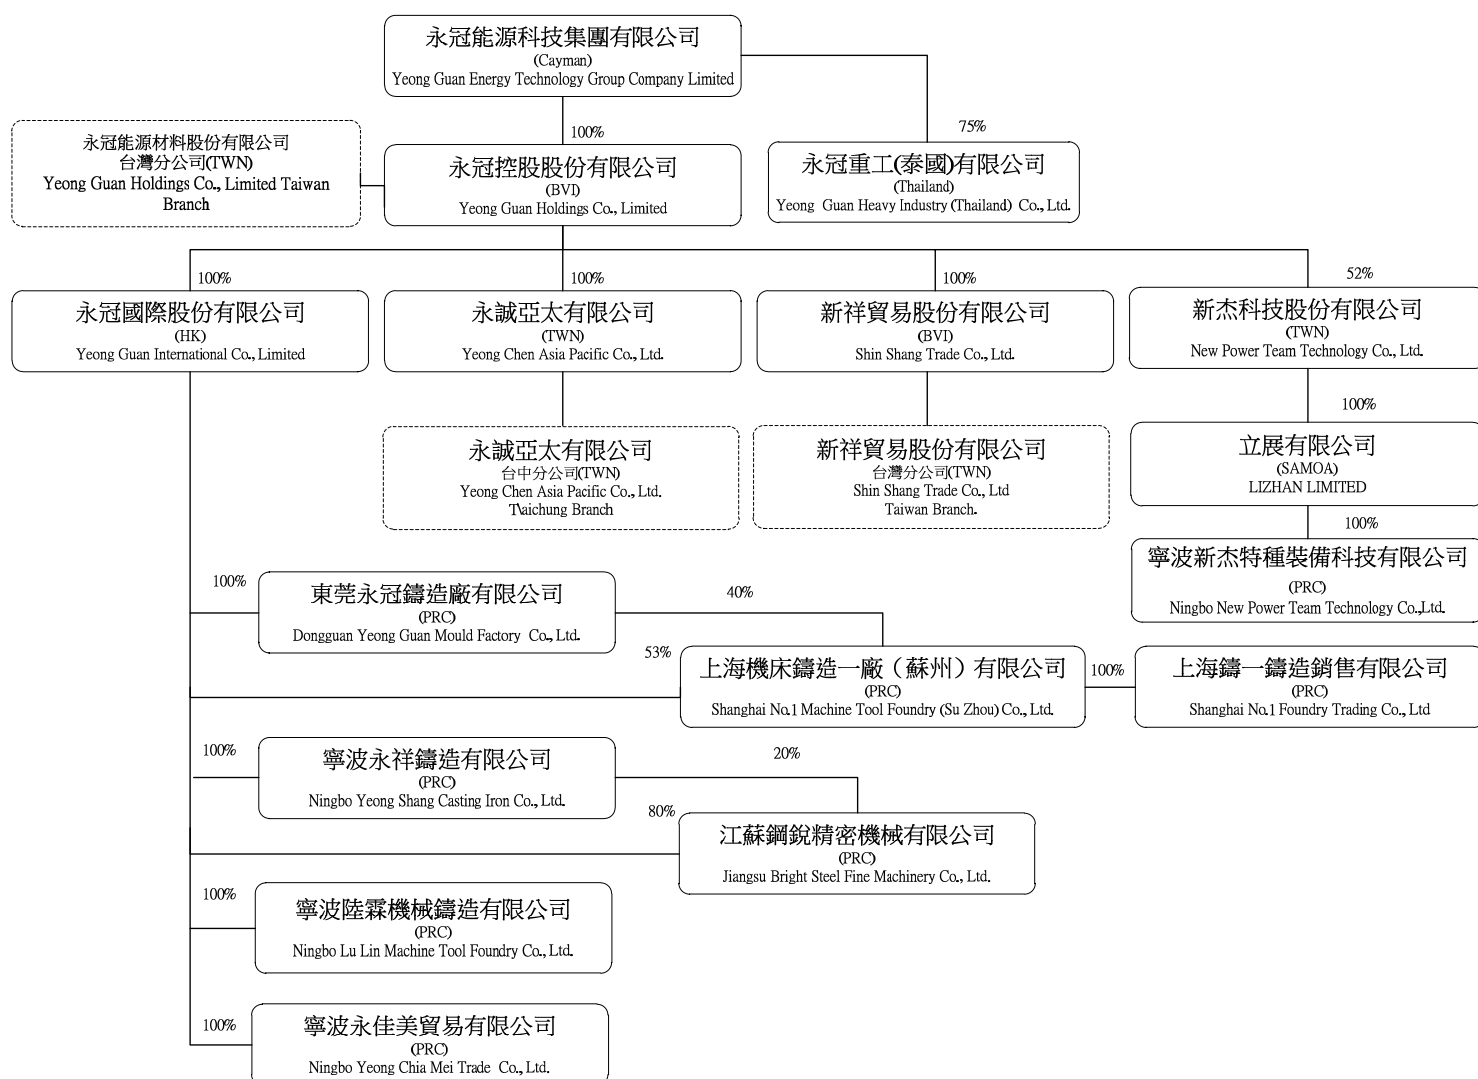 永冠能源科技集團有限公司
(Cayman)
Yeong Guan Energy Technology Group Company Limited
100%
75%
永冠能源材料股份有限公司
台灣分公司(TWN)
Yeong Guan Holdings Co., Limited Taiwan
Branch
永冠控股股份有限公司
(BVI)
Yeong Guan Holdings Co., Limited
永冠重工(泰國)有限公司
(Thailand)
Yeong Guan Heavy Industry (Thailand) Co., Ltd.
100%
100%
100%
52%
永冠國際股份有限公司
(HK)
Yeong Guan International Co., Limited
永誠亞太有限公司
(TWN)
Yeong Chen Asia Pacific Co., Ltd.
新祥貿易股份有限公司
(BVI)
Shin Shang Trade Co., Ltd.
新杰科技股份有限公司
(TWN)
New Power Team Technology Co., Ltd.
100%
永誠亞太有限公司
台中分公司(TWN)
Yeong Chen Asia Pacific Co., Ltd.
T\aichung Branch
新祥貿易股份有限公司
台灣分公司(TWN)
Shin Shang Trade Co., Ltd
Taiwan Branch.
立展有限公司
(SAMOA)
LIZHAN LIMITED
100%
寧波新杰特種裝備科技有限公司
(PRC)
Ningbo New Power Team Technology Co.,Ltd.
100%
東莞永冠鑄造廠有限公司
(PRC)
Dongguan Yeong Guan Mould Factory Co., Ltd.
40%
53%
上海機床鑄造一廠（蘇州）有限公司
(PRC)
Shanghai No.1 Machine Tool Foundry (Su Zhou) Co., Ltd.
100%
上海鑄一鑄造銷售有限公司
(PRC)
Shanghai No.1 Foundry Trading Co., Ltd
100%
寧波永祥鑄造有限公司
(PRC)
Ningbo Yeong Shang Casting Iron Co., Ltd.
20%
80%
江蘇鋼銳精密機械有限公司
(PRC)
Jiangsu Bright Steel Fine Machinery Co., Ltd.
100%
寧波陸霖機械鑄造有限公司
(PRC)
Ningbo Lu Lin Machine Tool Foundry Co., Ltd.
100%
寧波永佳美貿易有限公司
(PRC)
Ningbo Yeong Chia Mei Trade Co., Ltd.